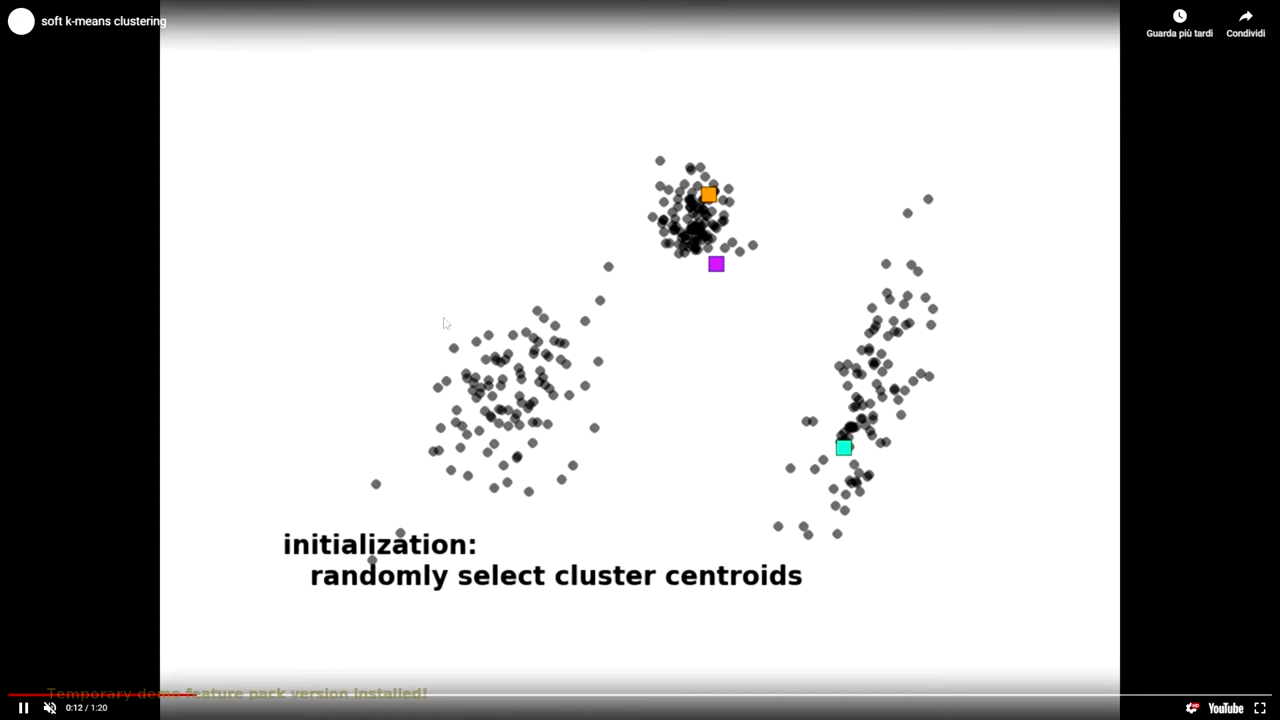 soft k-means clustering
Guarda più tardi
Condividi
initialization:
randomly select cluster centroids
Temporary demo feature pack version installed!
0:12 / 1:20
HD
YouTube